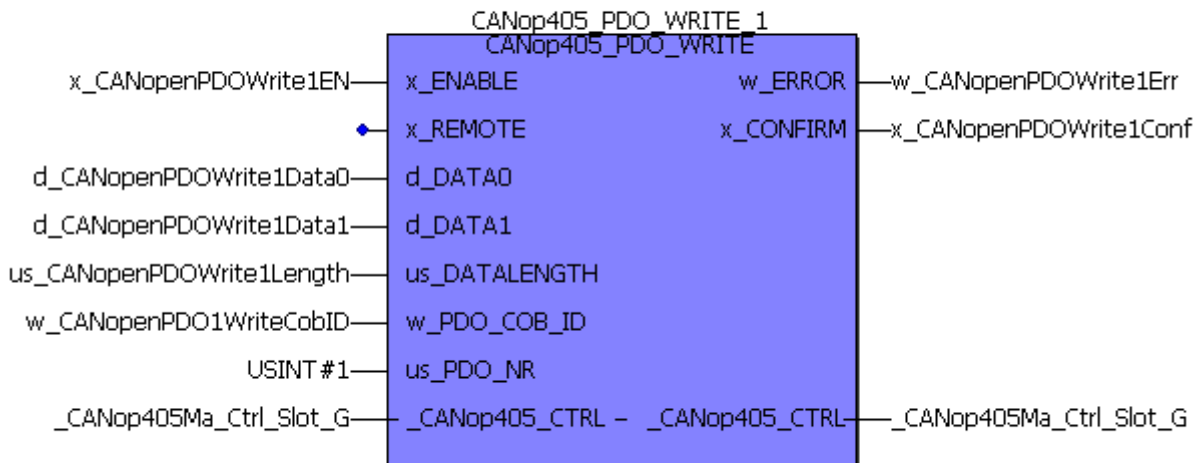 CANop405_PDO_WRITE_1
CANop405_PDO_WRITE
x_CANopenPDOWrite1EN x_ENABLE w_ERROR w_CANopenPDOWrite1Err
x_REMOTE x_CONFIRM x_CANopenPDOWrite1Conf
d_CANopenPDOWrite1Data0 d_DATA0
d_CANopenPDOWrite1Data1 d_DATA1
us_CANopenPDOWrite1Length us_DATALENGTH
w_CANopenPDO1WriteCobID w_PDO_COB_ID
USINT#1 us_PDO_NR
_CANop405Ma_Ctrl_Slot_G _CANop405_CTRL – _CANop405_CTRL _CANop405Ma_Ctrl_Slot_G